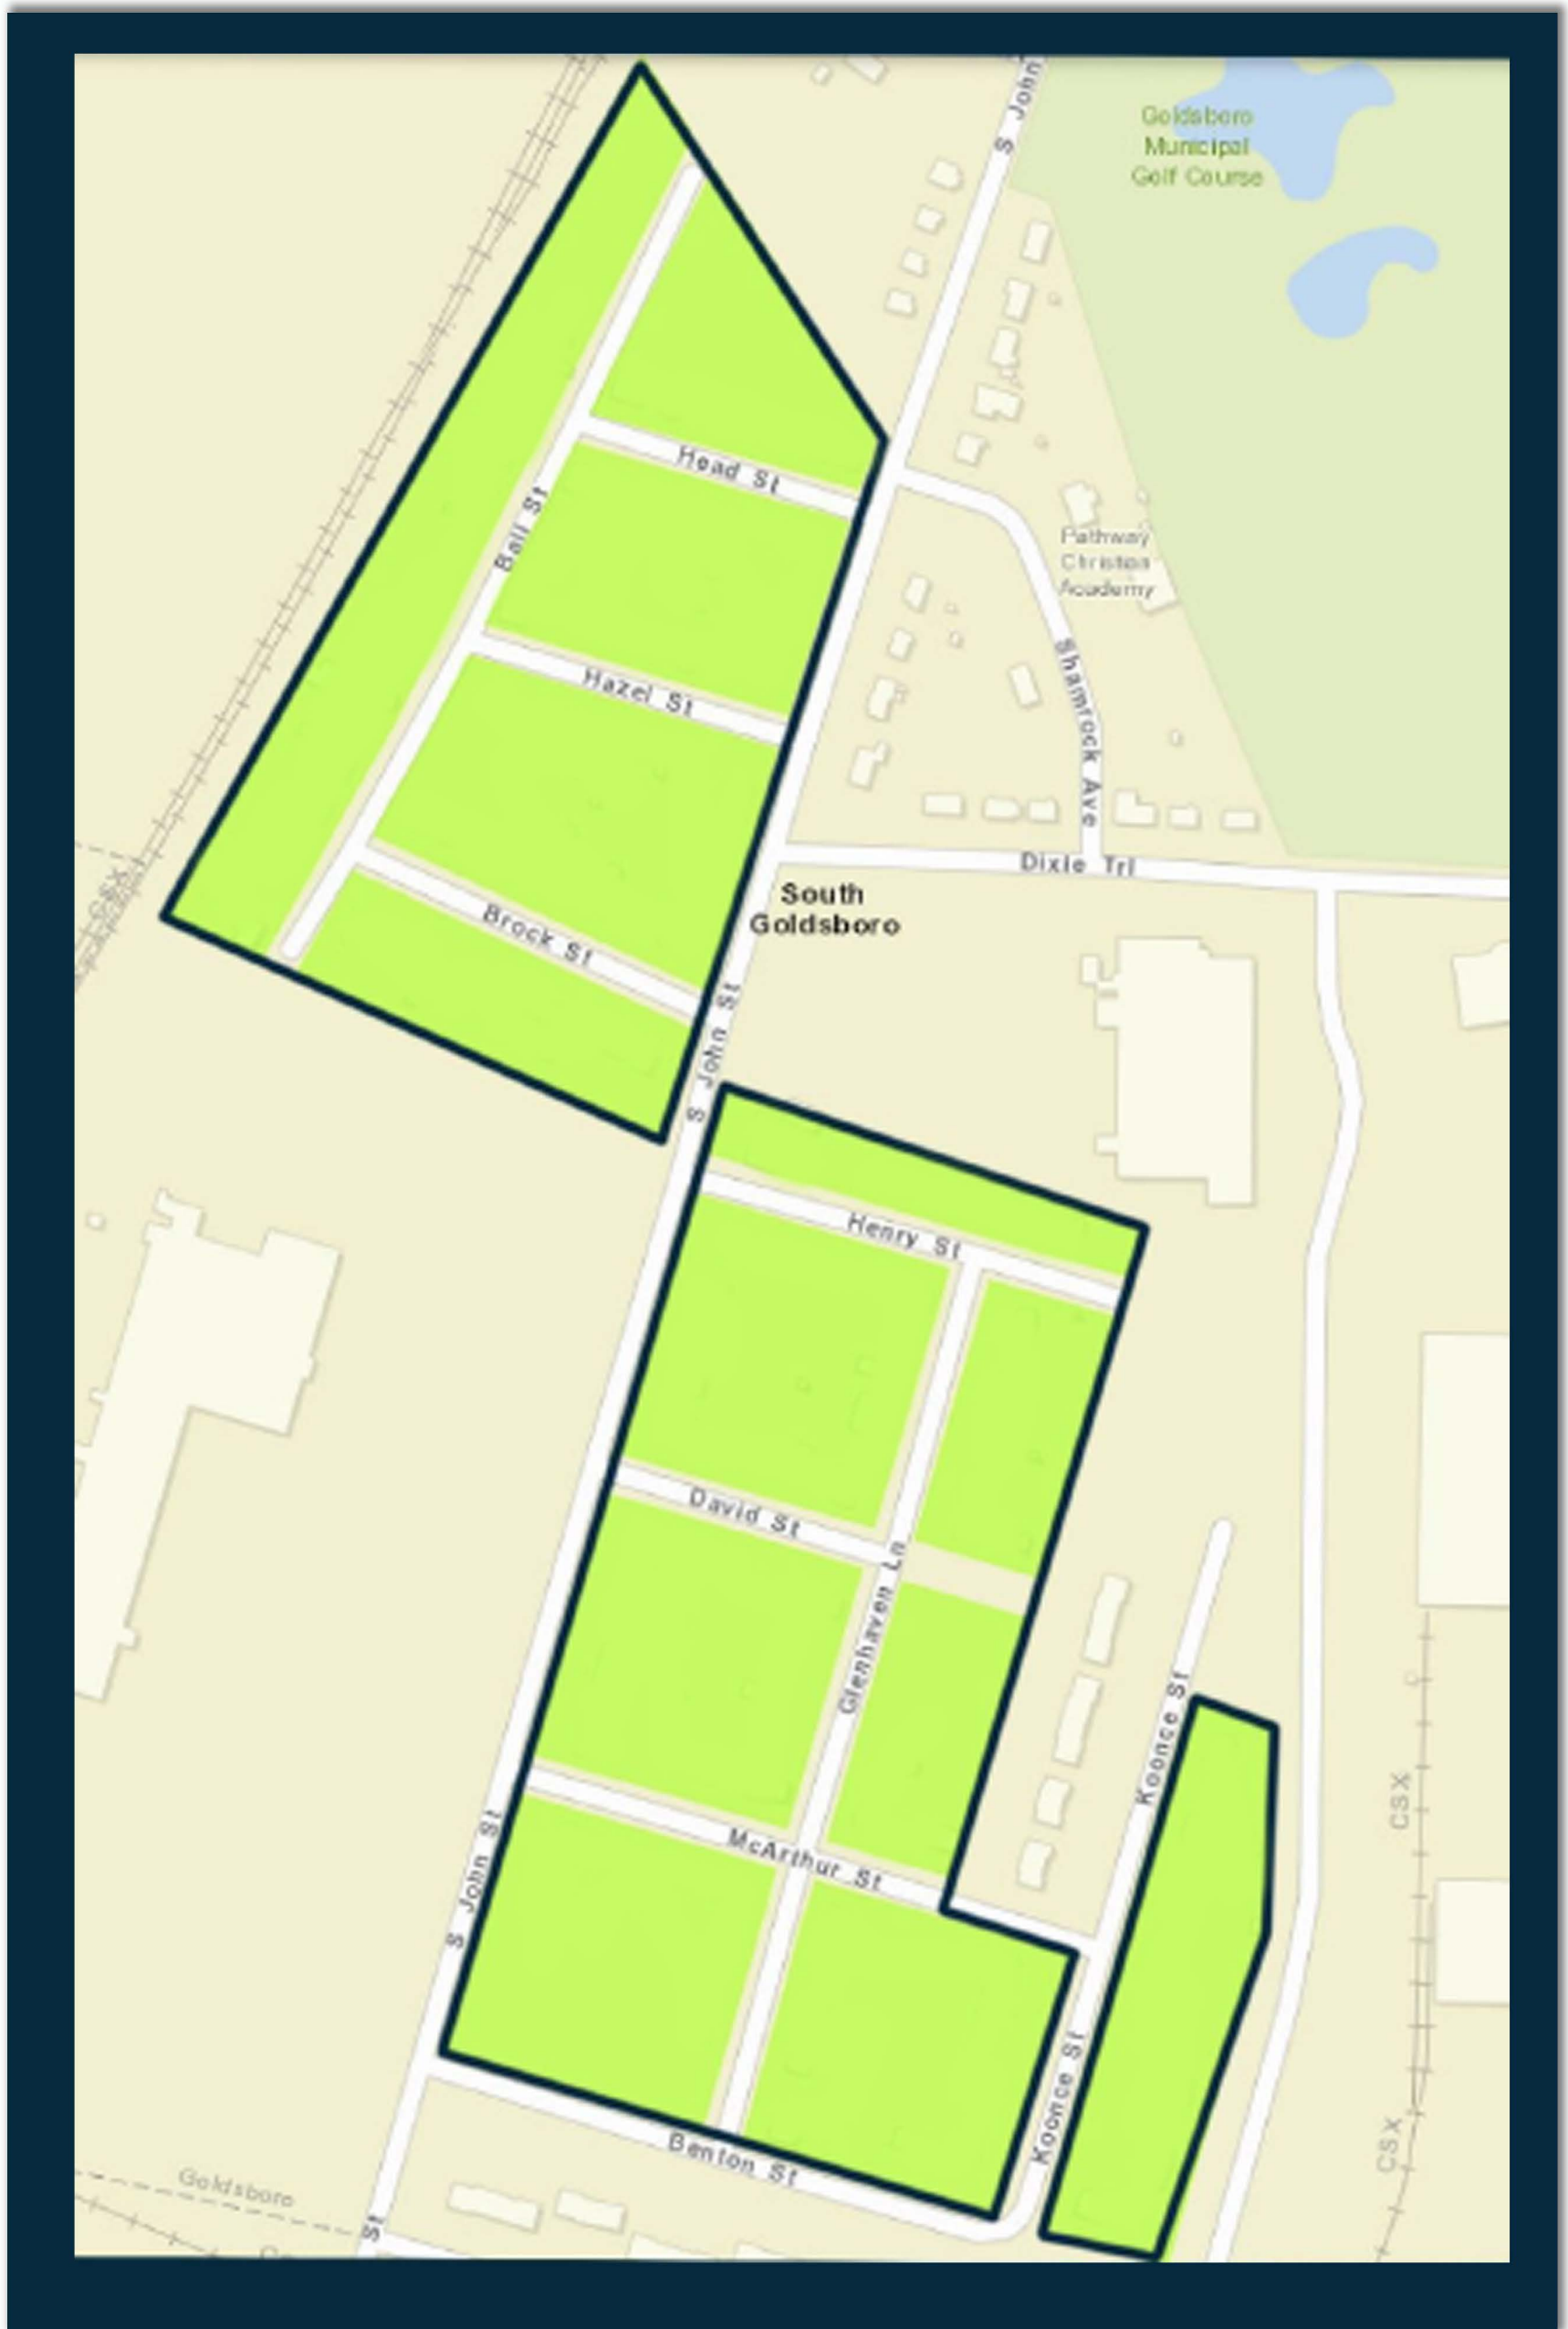 S John
Goldsboro
Municipal
Golf Course
Head St
Ball St
Pathway
Christian
Academy
Hazel St
Shamrock Ave
Dixie Trl
CSX
South
Goldsboro
Brock St
S John St
Henry St
David St
Glenhaven Ln
Koonce St
CSX
S John St
McArthur St
Koonce St
Benton St
CSX
Goldsboro
St